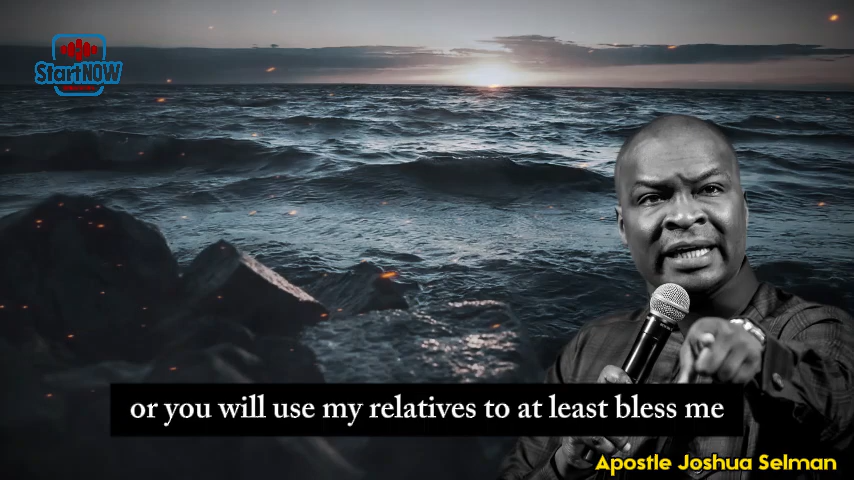 StartNOW
or you will use my relatives to at least bless me
Apostle Joshua Selman